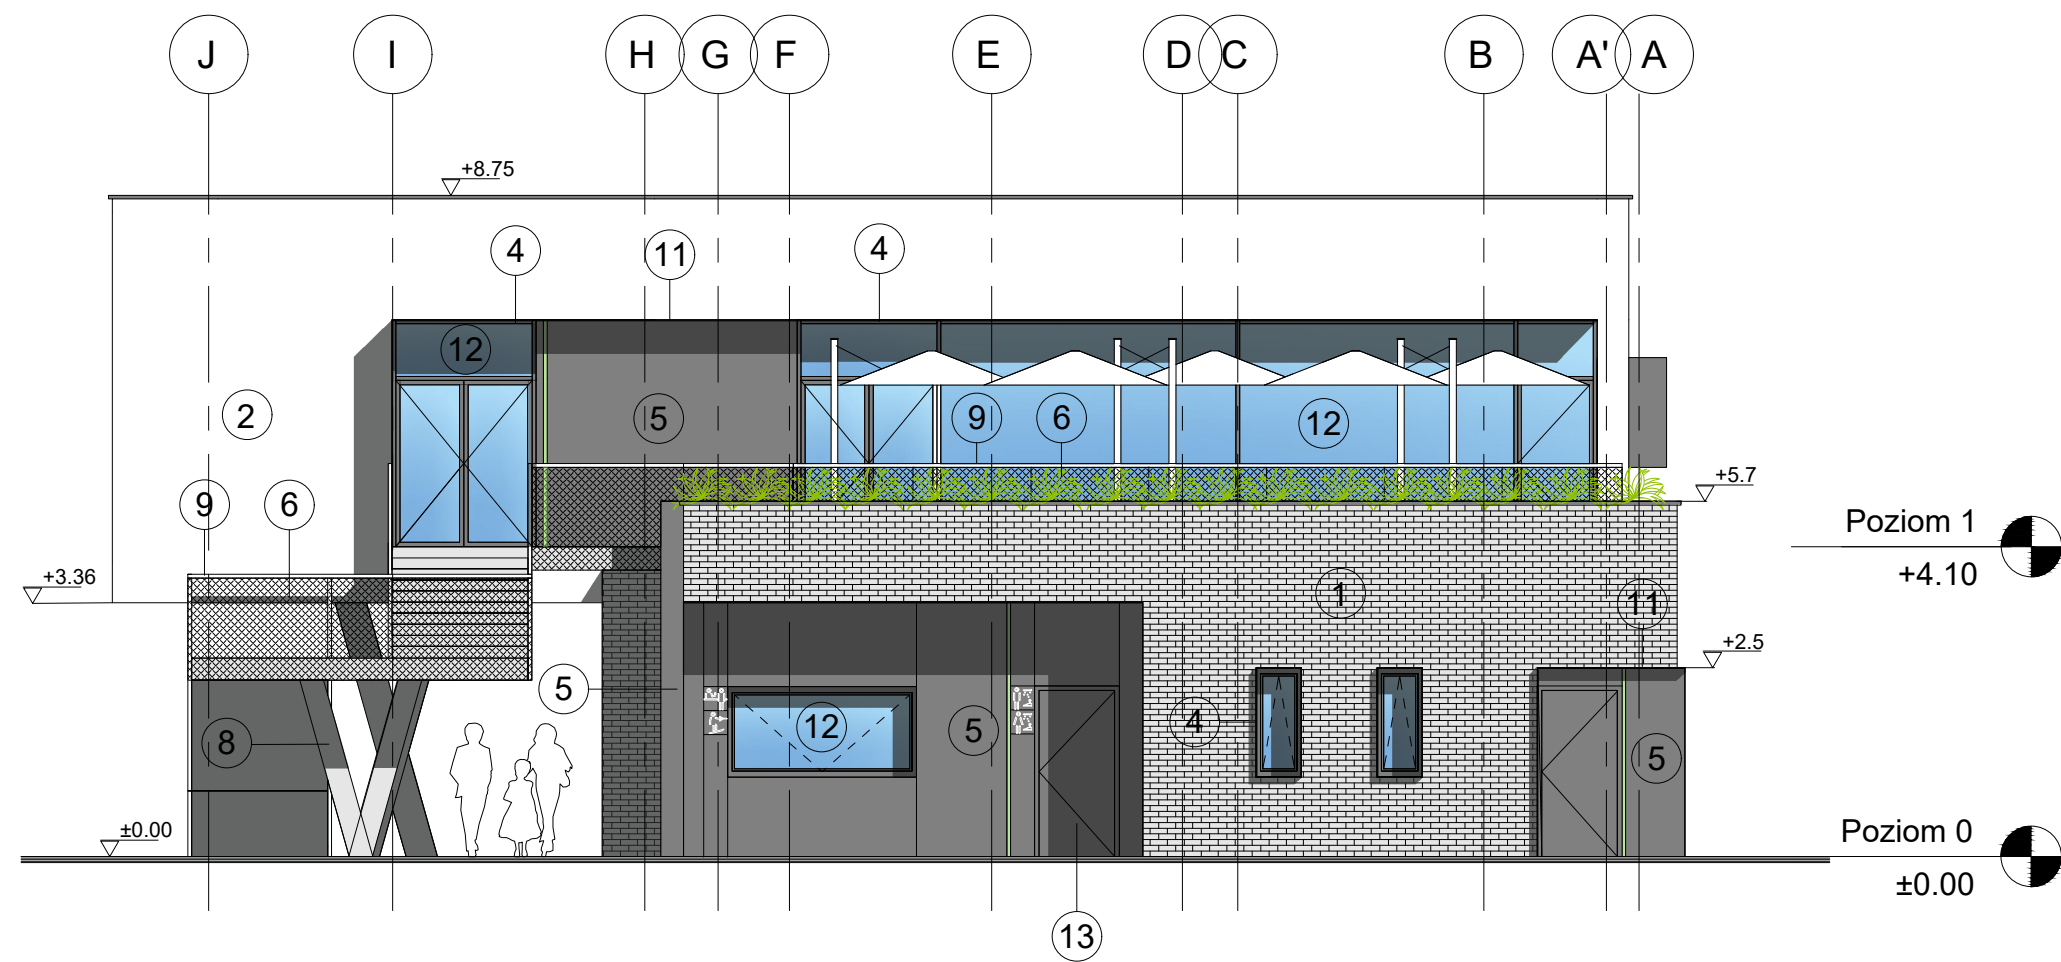 J I H G F E D C B A' A
+8.75
4 11 4
12
2 5 9 6 12
9 6
+5.7
Poziom 1
+4.10
+3.36
1 11
+2.5
5
8 12 5 4 5
±0.00
Poziom 0
±0.00
13